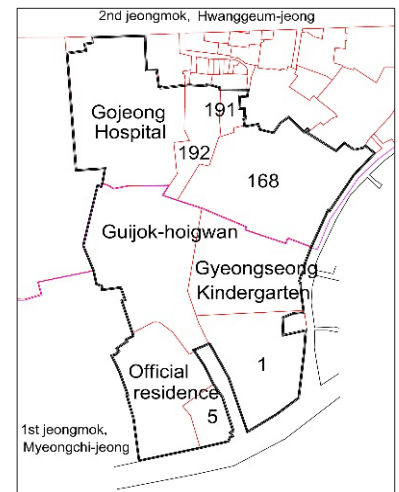 2nd jeongmok, Hwanggeum-jeong
Gojeong
Hospital
191
192
168
Guijok-hoigwan
Gyeongseong
Kindergarten
Official
residence
1
5
1st jeongmok,
Myeongchi-jeong